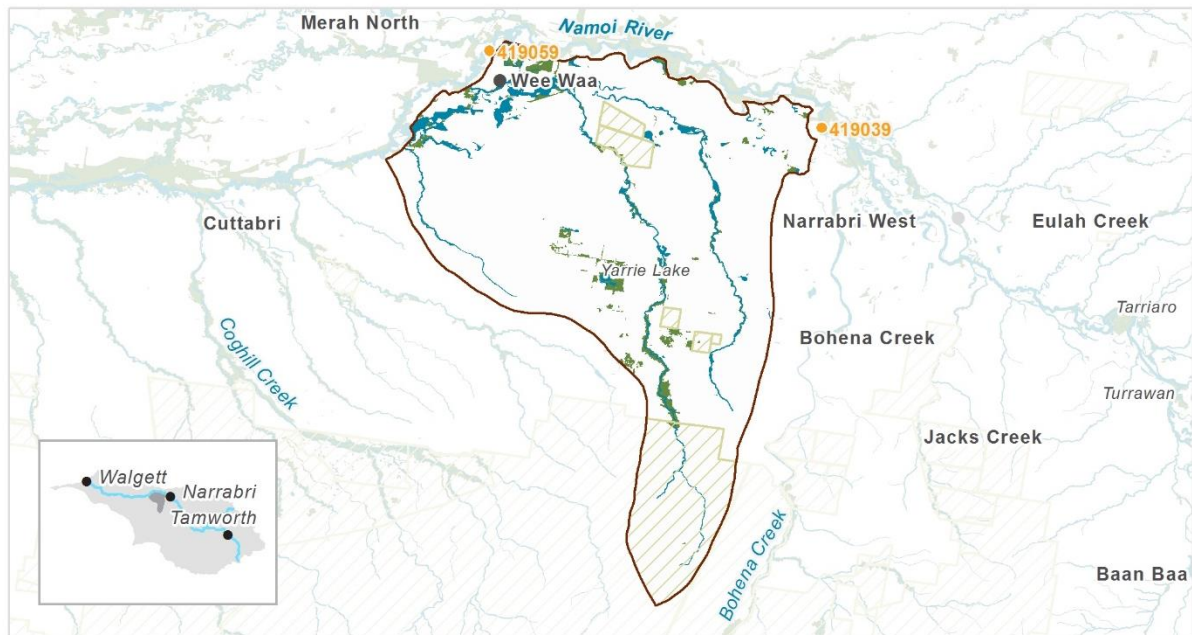 Merah North
Namoi River
419059
Wee Waa
419039
Cuttabri
Narrabri West
Eulah Creek
Yarrie Lake
Tarriaro
Coghill Creek
Bohena Creek
Turrawan
Jacks Creek
Walgett
Narrabri
Tamworth
Bohena Creek
Baan Baa